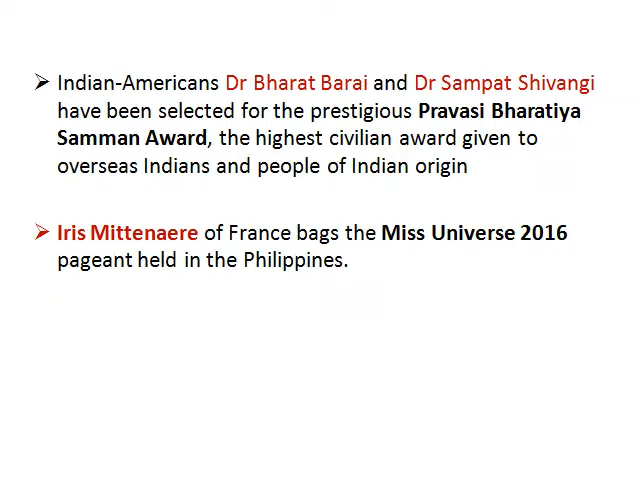 ➢ Indian-Americans Dr Bharat Barai and Dr Sampat Shivangi
have been selected for the prestigious Pravasi Bharatiya
Samman Award, the highest civilian award given to
overseas Indians and people of Indian origin
➢ Iris Mittenaere of France bags the Miss Universe 2016
pageant held in the Philippines.